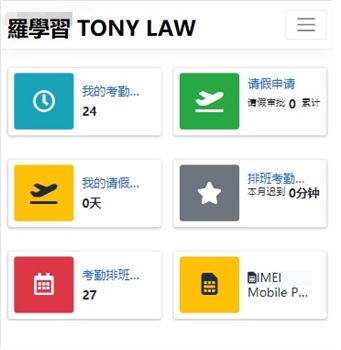 羅學習 TONY LAW
我的考勤...
24
请假申请
请假审批 0 累计
我的请假...
0天
排班考勤...
本月迟到 0分钟
考勤排班...
27
IMEI
Mobile P...